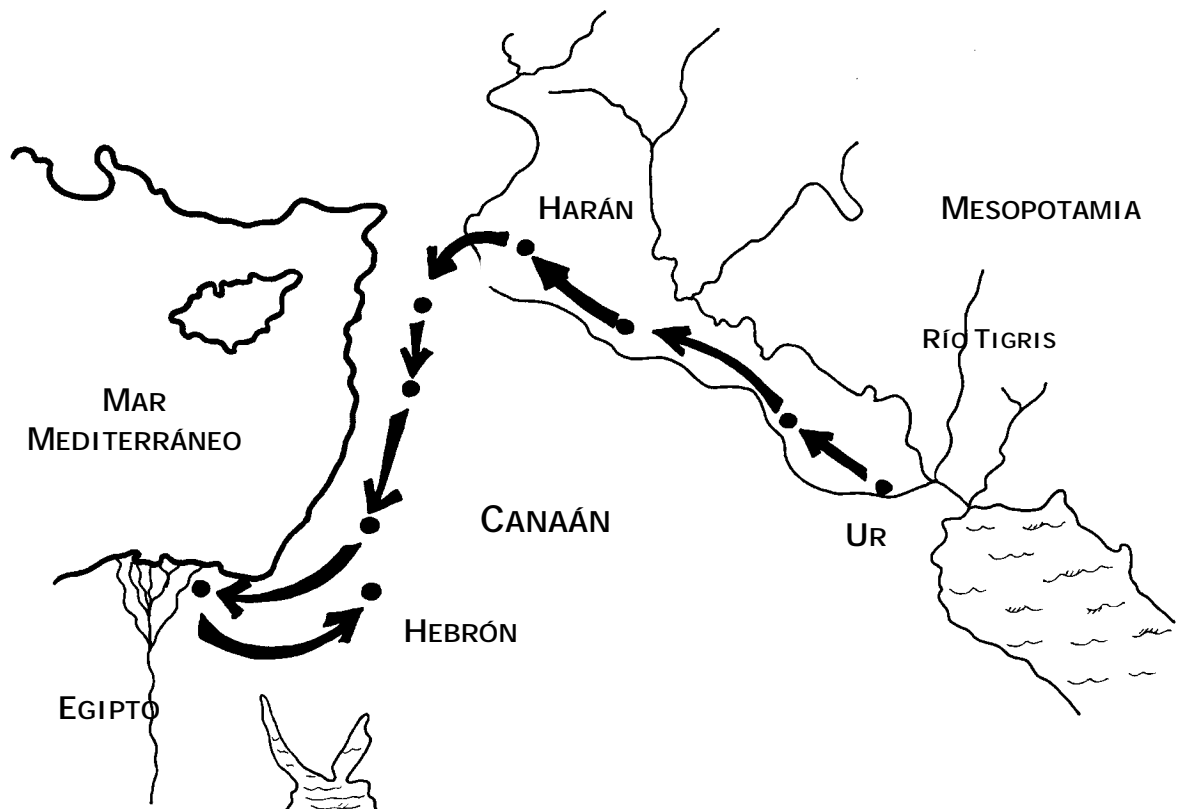 HARÁN
MESOPOTAMIA
RÍO TIGRIS
MAR
MEDITERRÁNEO
CANAÁN
UR
HEBRÓN
EGIPTO